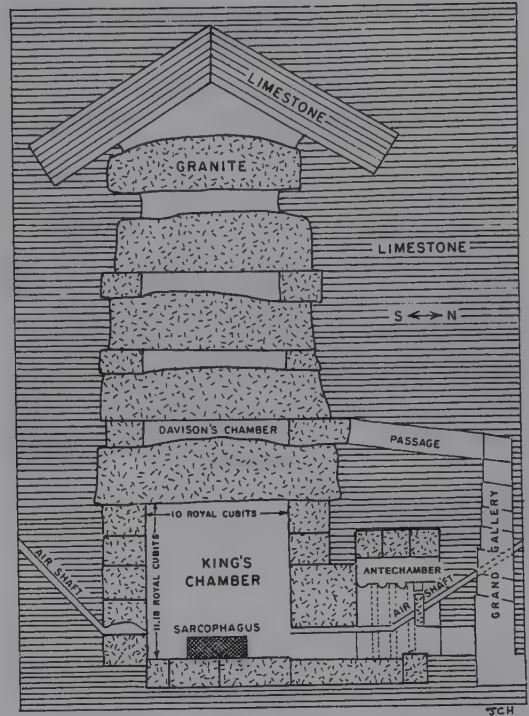 LIMESTONE
GRANITE
LIMESTONE
S ↔ N
DAVISON'S CHAMBER
PASSAGE
10 ROYAL CUBITS
11.18 ROYAL CUBITS
KING'S
CHAMBER
ANTECHAMBER
GRAND GALLERY
AIR SHAFT
AIR SHAFT
SARCOPHAGUS
JCH